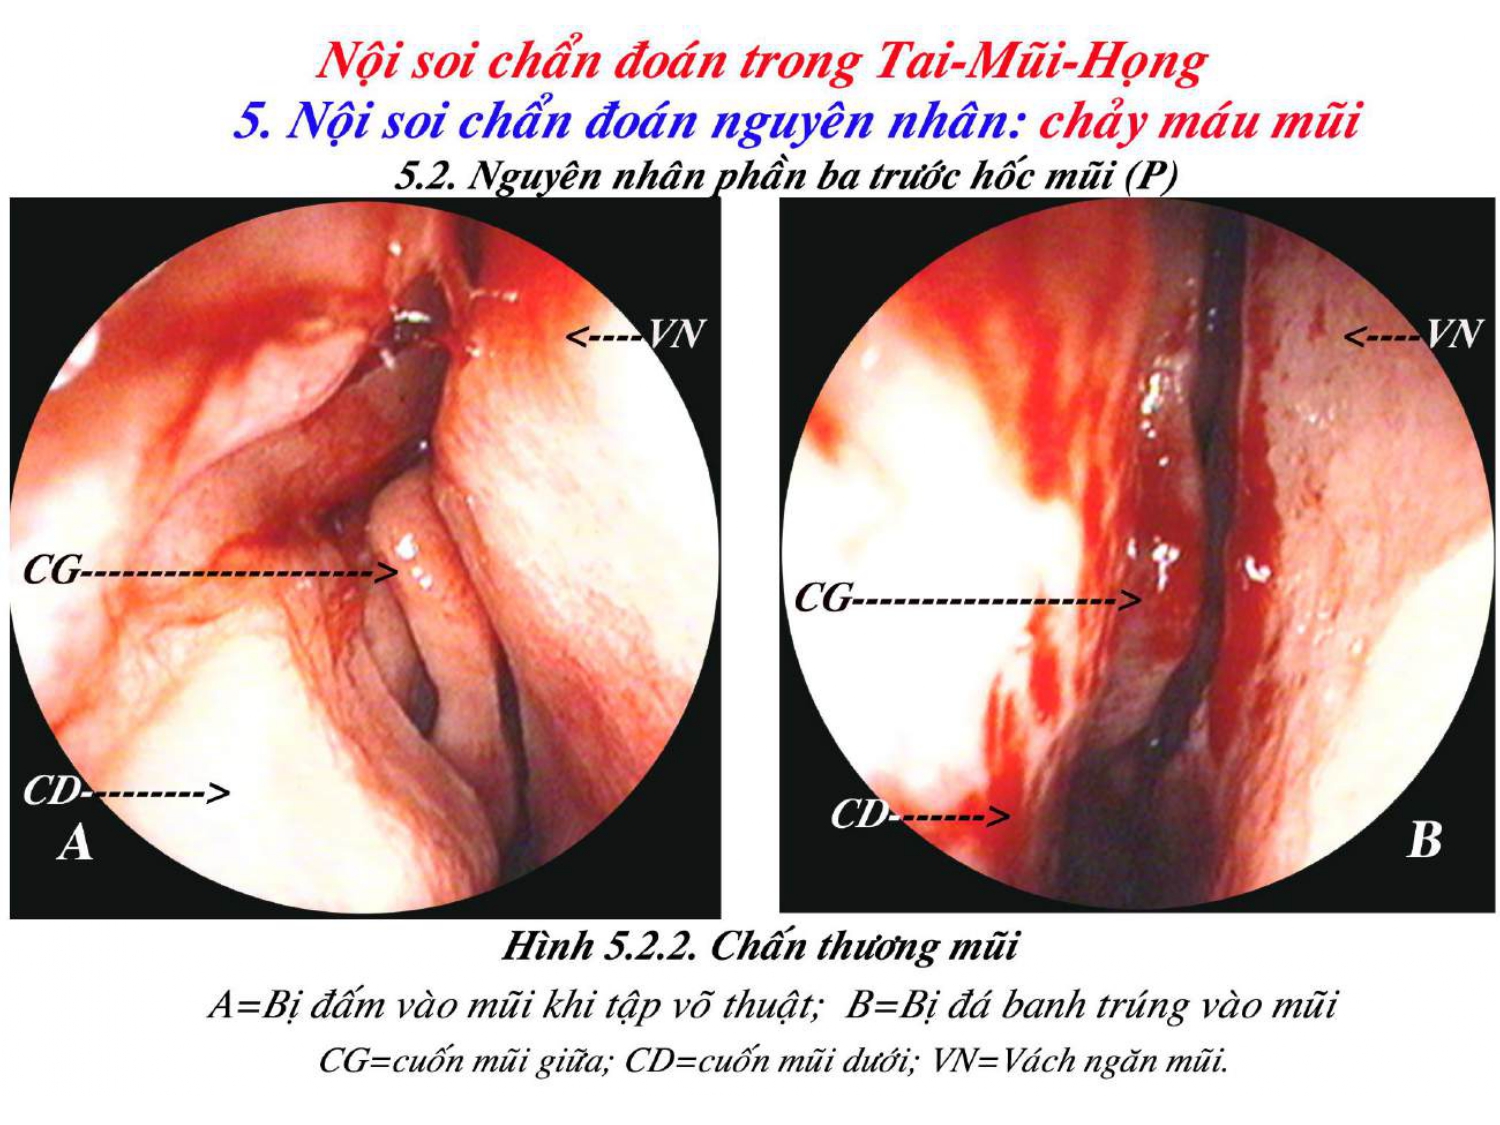 Nội soi chẩn đoán trong Tai-Mũi-Họng
5. Nội soi chẩn đoán nguyên nhân: chảy máu mũi
5.2. Nguyên nhân phần ba trước hốc mũi (P)
<----VN
CG--------------------->
CD--------->
A
<----VN
CG------------------->
CD------->
B
Hình 5.2.2. Chấn thương mũi
A=Bị đấm vào mũi khi tập võ thuật; B=Bị đá banh trúng vào mũi
CG=cuốn mũi giữa; CD=cuốn mũi dưới; VN=Vách ngăn mũi.